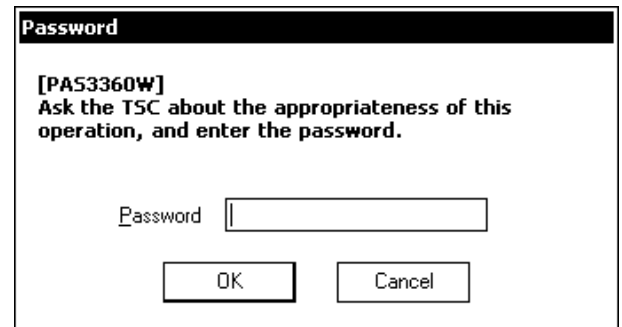 Password
[PAS3360W]
Ask the TSC about the appropriateness of this
operation, and enter the password.
Password
OK
Cancel